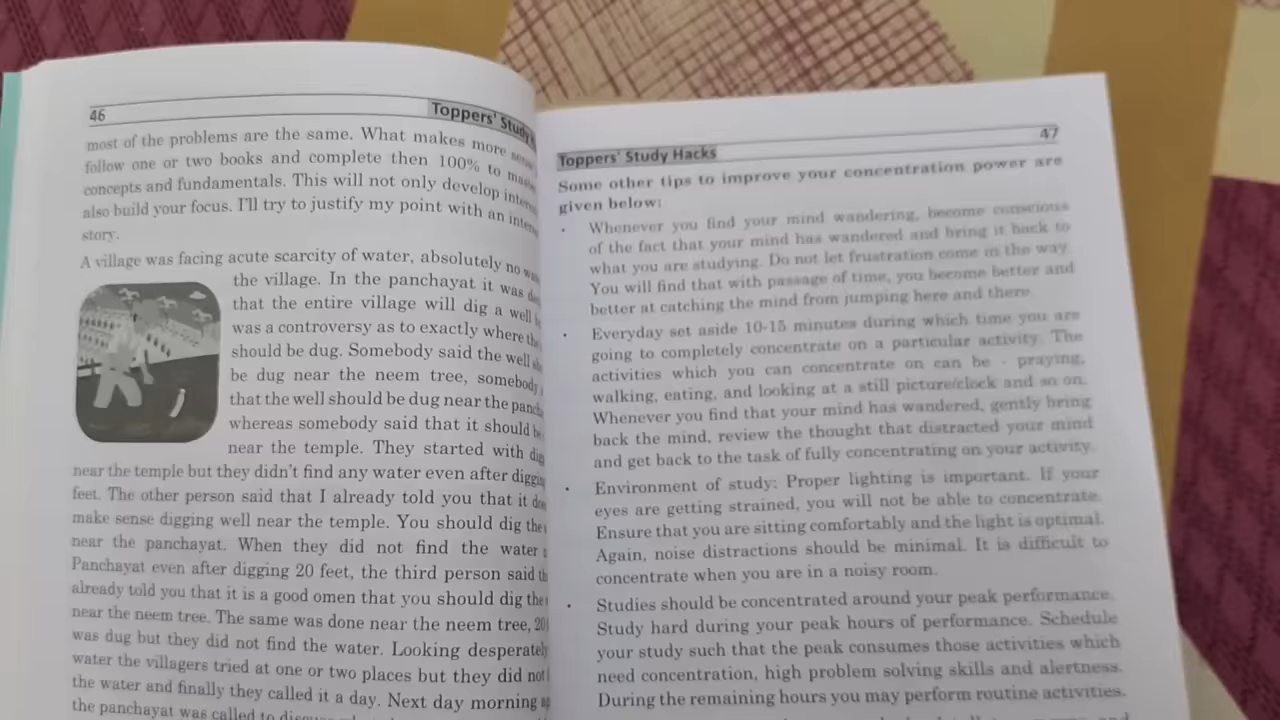 46
Toppers' Study
most of the problems are the same. What makes more
follow one or two books and complete then 100% to
concepts and fundamentals. This will not only develop
also build your focus. I'll try to justify my point with an
story.
A village was facing acute scarcity of water, absolutely no
the village. In the panchayat it was
that the entire village will dig a well
was a controversy as to exactly where
should be dug. Somebody said the well
be dug near the neem tree, somebody
that the well should be dug near the
whereas somebody said that it should
near the temple. They started with
near the temple but they didn't find any water even after
feet. The other person said that I already told you that it
make sense digging well near the temple. You should dig the
near the panchayat. When they did not find the water
Panchayat even after digging 20 feet, the third person said
already told you that it is a good omen that you should dig the
near the neem tree. The same was done near the neem tree,
was dug but they did not find the water. Looking desperately
water the villagers tried at one or two places but they did not
the water and finally they called it a day. Next day morning
the panchayat was called to
47
Toppers' Study Hacks
Some other tips to improve your concentration power are
given below:
• Whenever you find your mind wandering, become conscious
of the fact that your mind has wandered and bring it back to
what you are studying. Do not let frustration come in the way.
You will find that with passage of time, you become better and
better at catching the mind from jumping here and there.
• Everyday set aside 10-15 minutes during which time you are
going to completely concentrate on a particular activity. The
activities which you can concentrate on can be - praying,
walking, eating, and looking at a still picture/clock and so on.
Whenever you find that your mind has wandered, gently bring
back the mind, review the thought that distracted your mind
and get back to the task of fully concentrating on your activity.
• Environment of study: Proper lighting is important. If your
eyes are getting strained, you will not be able to concentrate.
Ensure that you are sitting comfortably and the light is optimal.
Again, noise distractions should be minimal. It is difficult to
concentrate when you are in a noisy room.
• Studies should be concentrated around your peak performance.
Study hard during your peak hours of performance. Schedule
your study such that the peak consumes those activities which
need concentration, high problem solving skills and alertness.
During the remaining hours you may perform routine activities.